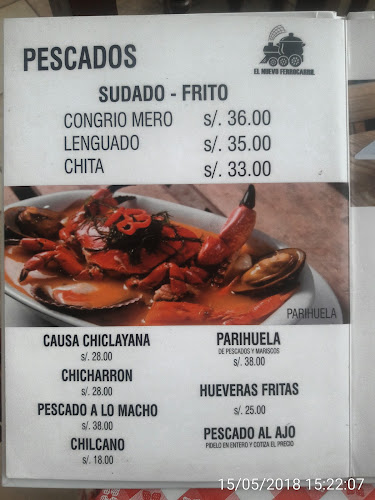 PESCADOS
EL NUEVO FERROCARRIL
SUDADO - FRITO
CONGRIO MERO s/. 36.00
LENGUADO s/. 35.00
CHITA s/. 33.00
PARIHUELA
CAUSA CHICLAYANA
s/. 28.00
CHICHARRON
s/. 28.00
PESCADO A LO MACHO
s/. 38.00
CHILCANO
s/. 18.00
PARIHUELA
DE PESCADOS Y MARISCOS
s/. 38.00
HUEVERAS FRITAS
s/. 25.00
PESCADO AL AJO
PIDELO EN ENTERO Y COTIZA EL PRECIO
15/05/2018 15:22:07